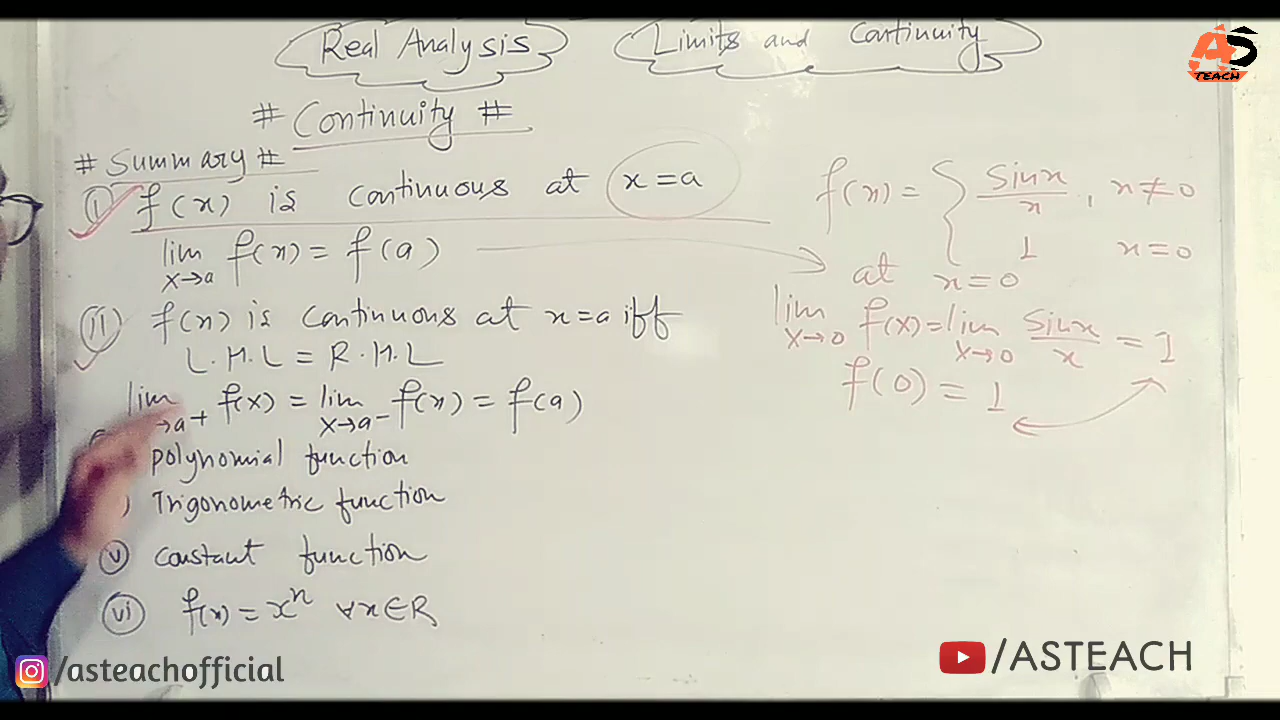 Real Analysis
Limits and Continuity
AS
TEACH
# Continuity #
# Summary #
(i) f(x) is continuous at x=a
lim x→a f(x) = f(a)
(ii) f(x) is continuous at x=a iff
L.H.L = R.H.L
lim →a+ f(x) = lim x→a- f(x) = f(a)
polynomial function
) Trigonometric function
(v) constant function
(vi) f(x) = x^n ∀ x∈R
f(x) = { sinx/x , x≠0
1 x=0
at x=0
lim x→0 f(x) = lim x→0 sinx/x = 1
f(0) = 1
/asteachofficial
/ASTEACH